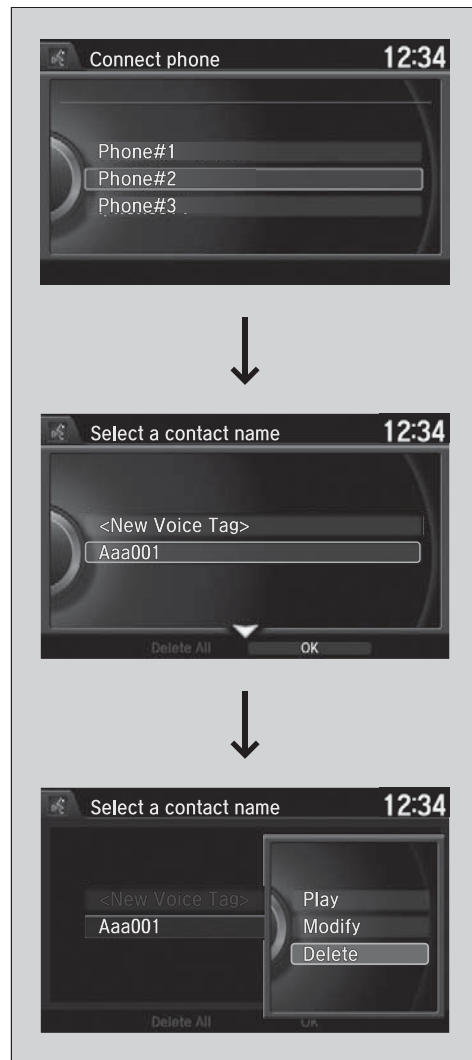 Connect phone 12:34
Phone#1
Phone#2
Phone#3
Select a contact name 12:34
<New Voice Tag>
Aaa001
Delete All OK
Select a contact name 12:34
<New Voice Tag> Play
Aaa001 Modify
Delete
Delete All OK